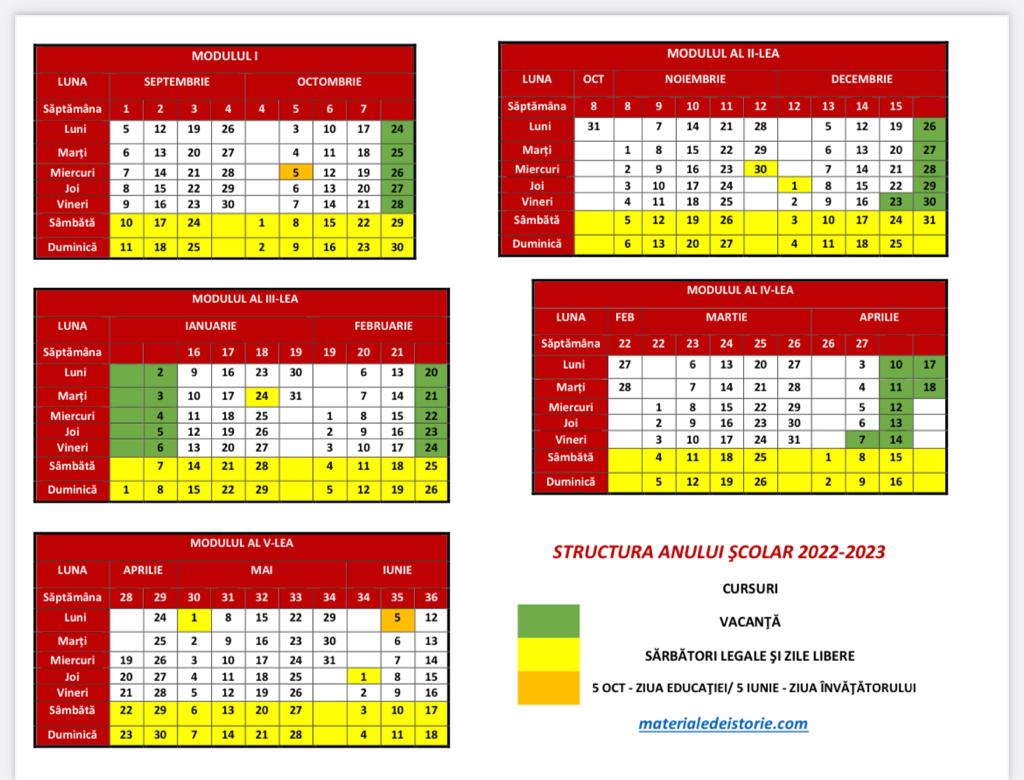 MODULUL I
LUNA SEPTEMBRIE OCTOMBRIE
Săptămâna 1 2 3 4 4 5 6 7
Luni 5 12 19 26 3 10 17 24
Marți 6 13 20 27 4 11 18 25
Miercuri 7 14 21 28 5 12 19 26
Joi 8 15 22 29 6 13 20 27
Vineri 9 16 23 30 7 14 21 28
Sâmbătă 10 17 24 1 8 15 22 29
Duminică 11 18 25 2 9 16 23 30
MODULUL AL II-LEA
LUNA OCT NOIEMBRIE DECEMBRIE
Săptămâna 8 8 9 10 11 12 12 13 14 15
Luni 31 7 14 21 28 5 12 19 26
Marți 1 8 15 22 29 6 13 20 27
Miercuri 2 9 16 23 30 7 14 21 28
Joi 3 10 17 24 1 8 15 22 29
Vineri 4 11 18 25 2 9 16 23 30
Sâmbătă 5 12 19 26 3 10 17 24 31
Duminică 6 13 20 27 4 11 18 25
MODULUL AL III-LEA
LUNA IANUARIE FEBRUARIE
Săptămâna 16 17 18 19 19 20 21
Luni 2 9 16 23 30 6 13 20
Marți 3 10 17 24 31 7 14 21
Miercuri 4 11 18 25 1 8 15 22
Joi 5 12 19 26 2 9 16 23
Vineri 6 13 20 27 3 10 17 24
Sâmbătă 7 14 21 28 4 11 18 25
Duminică 1 8 15 22 29 5 12 19 26
MODULUL AL IV-LEA
LUNA FEB MARTIE APRILIE
Săptămâna 22 22 23 24 25 26 26 27
Luni 27 6 13 20 27 3 10 17
Marți 28 7 14 21 28 4 11 18
Miercuri 1 8 15 22 29 5 12
Joi 2 9 16 23 30 6 13
Vineri 3 10 17 24 31 7 14
Sâmbătă 4 11 18 25 1 8 15
Duminică 5 12 19 26 2 9 16
MODULUL AL V-LEA
LUNA APRILIE MAI IUNIE
Săptămâna 28 29 30 31 32 33 34 34 35 36
Luni 24 1 8 15 22 29 5 12
Marți 25 2 9 16 23 30 6 13
Miercuri 19 26 3 10 17 24 31 7 14
Joi 20 27 4 11 18 25 1 8 15
Vineri 21 28 5 12 19 26 2 9 16
Sâmbătă 22 29 6 13 20 27 3 10 17
Duminică 23 30 7 14 21 28 4 11 18
STRUCTURA ANULUI ŞCOLAR 2022-2023
CURSURI
VACANŢĂ
SĂRBĂTORI LEGALE ŞI ZILE LIBERE
5 OCT - ZIUA EDUCAŢIEI/ 5 IUNIE - ZIUA ÎNVĂŢĂTORULUI
materialedeistorie.com